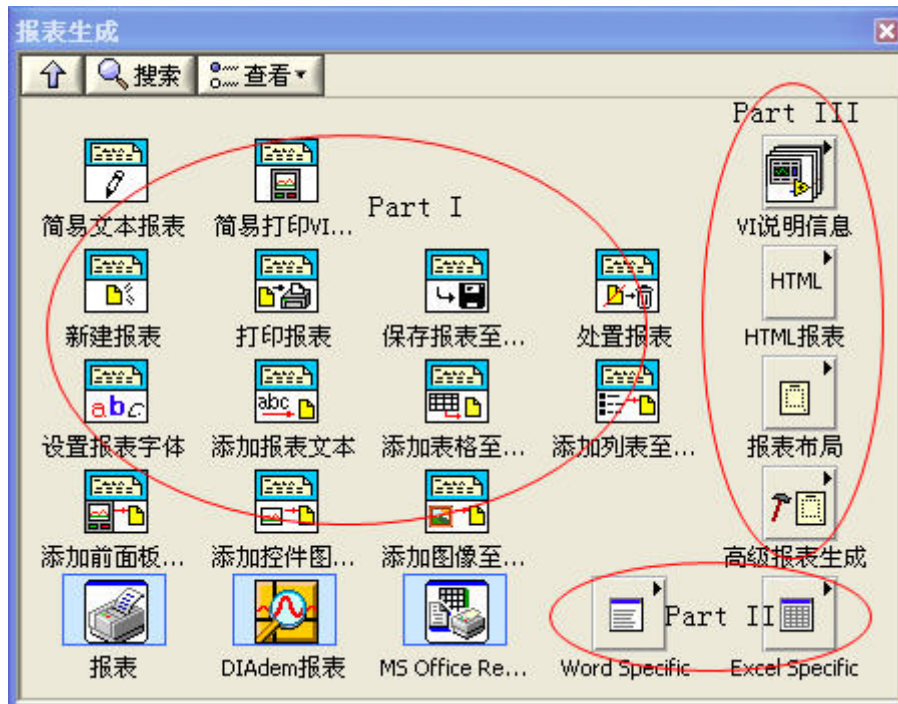 报表生成
搜索 查看
Part III
简易文本报表 简易打印VI... Part I VI说明信息
HTML
新建报表 打印报表 保存报表至... 处置报表 HTML报表
abc abc
设置报表字体 添加报表文本 添加表格至... 添加列表至... 报表布局
添加前面板... 添加控件图... 添加图像至... 高级报表生成
Part II
报表 DIAdem报表 MS Office Re... Word Specific Excel Specific